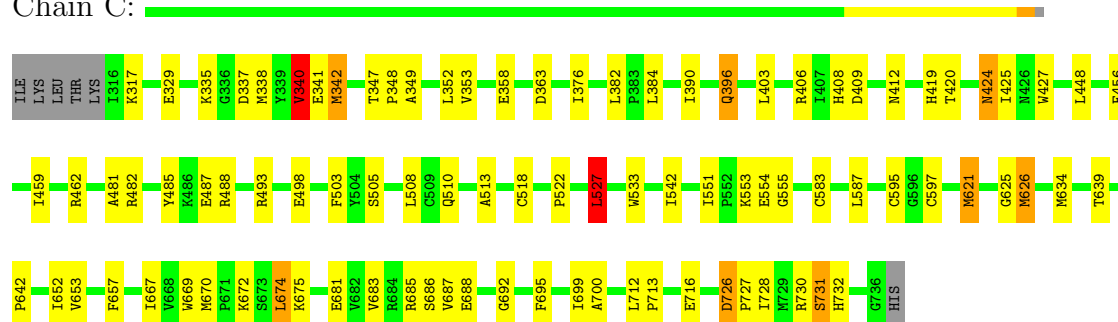 Chain C:
ILE LYS LEU THR LYS I316 K317 E329 K335 G336 D337 M338 Y339 V340 E341 M342 T347 P348 A349 L352 V353 E358 D363 I376 L382 P383 L384 I390 Q396 L403 R406 I407 H408 D409 N412 H419 T420 N424 I425 N426 W427 L448
I459 R462 A481 R482 Y485 K486 E487 R488 R493 E498 F503 Y504 S505 L508 C509 Q510 A513 C518 P522 L527 W533 I542 I551 P552 K553 E554 G555 C583 L587 C595 G596 C597 M621 G625 M626 M634 T639
P642 I652 V653 F657 I667 V668 W669 M670 P671 K672 S673 L674 K675 E681 V682 V683 R684 R685 S686 V687 E688 G692 F695 I699 A700 L712 P713 E716 D726 P727 I728 M729 R730 S731 H732 G736 HIS